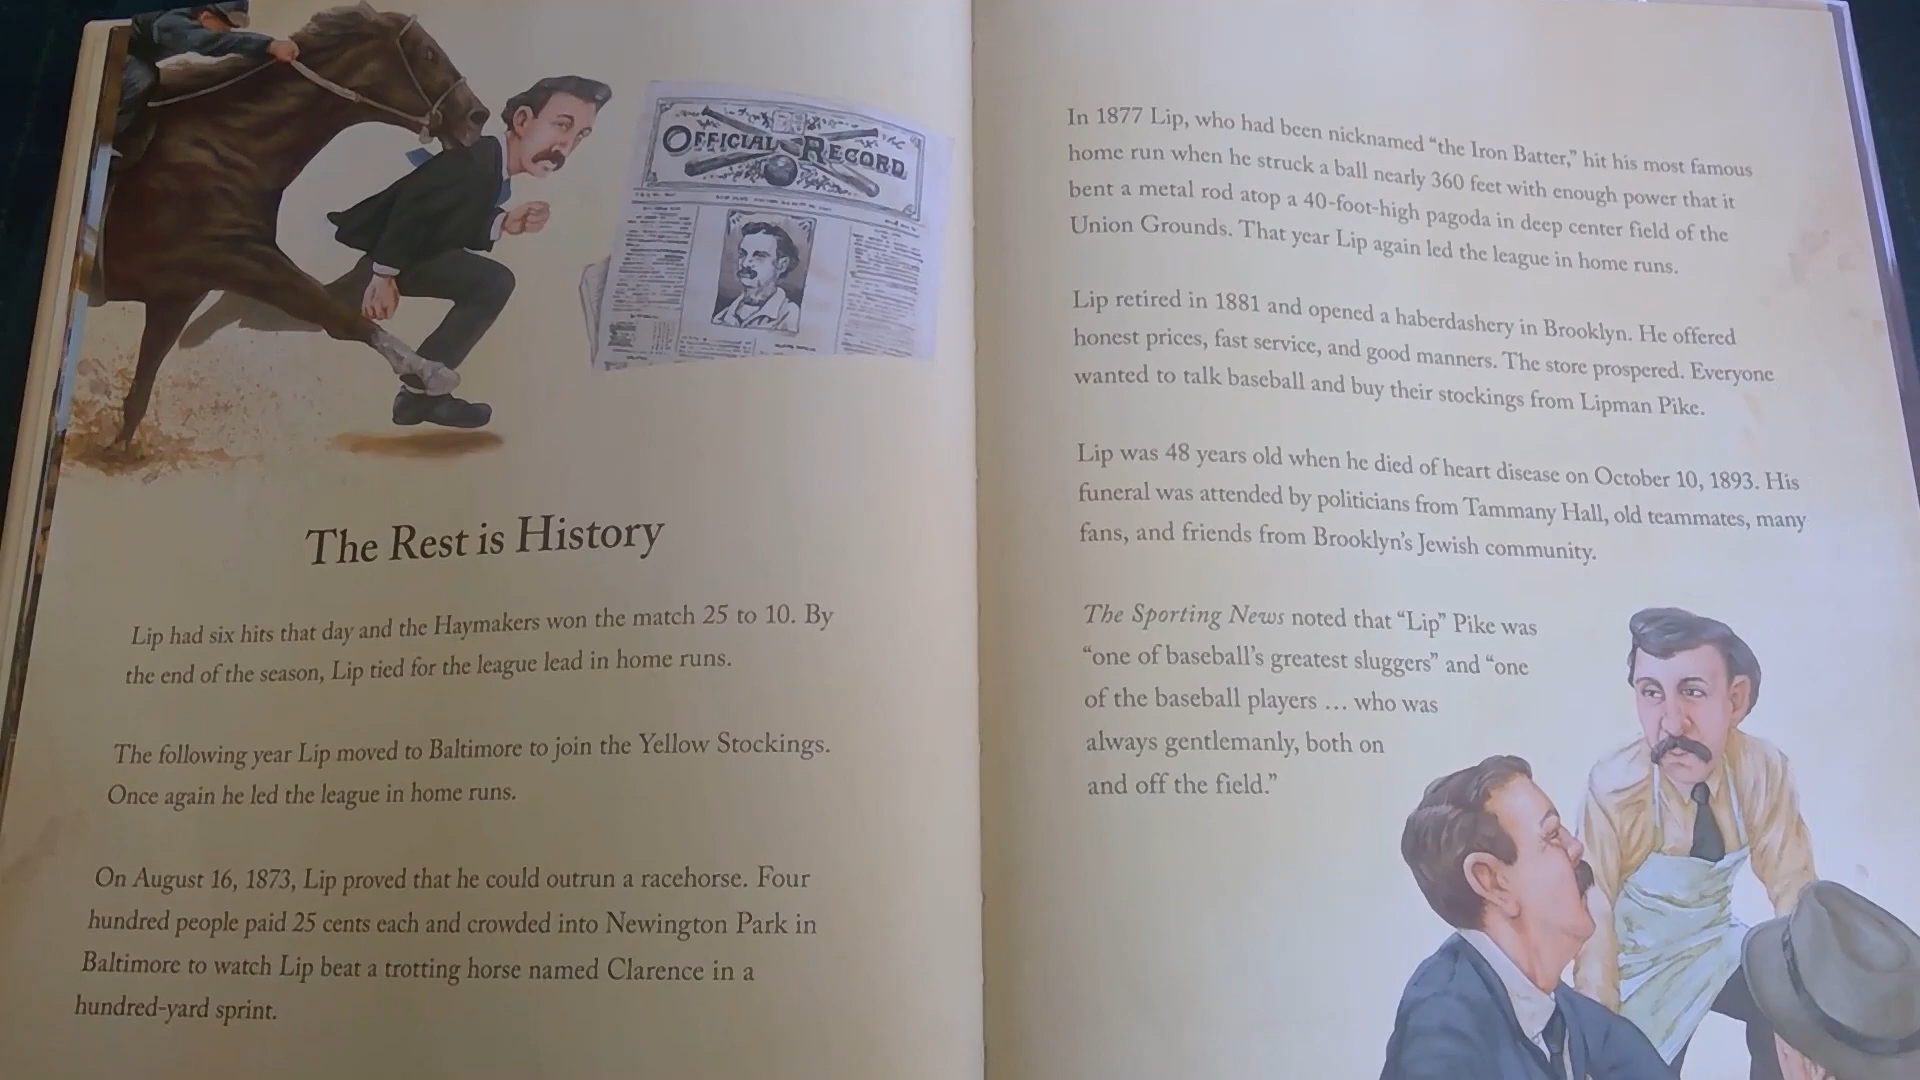 OFFICIAL RECORD
The Rest is History
Lip had six hits that day and the Haymakers won the match 25 to 10. By
the end of the season, Lip tied for the league lead in home runs.
The following year Lip moved to Baltimore to join the Yellow Stockings.
Once again he led the league in home runs.
On August 16, 1873, Lip proved that he could outrun a racehorse. Four
hundred people paid 25 cents each and crowded into Newington Park in
Baltimore to watch Lip beat a trotting horse named Clarence in a
hundred-yard sprint.
In 1877 Lip, who had been nicknamed “the Iron Batter,” hit his most famous
home run when he struck a ball nearly 360 feet with enough power that it
bent a metal rod atop a 40-foot-high pagoda in deep center field of the
Union Grounds. That year Lip again led the league in home runs.
Lip retired in 1881 and opened a haberdashery in Brooklyn. He offered
honest prices, fast service, and good manners. The store prospered. Everyone
wanted to talk baseball and buy their stockings from Lipman Pike.
Lip was 48 years old when he died of heart disease on October 10, 1893. His
funeral was attended by politicians from Tammany Hall, old teammates, many
fans, and friends from Brooklyn’s Jewish community.
The Sporting News noted that “Lip” Pike was
“one of baseball’s greatest sluggers” and “one
of the baseball players … who was
always gentlemanly, both on
and off the field.”